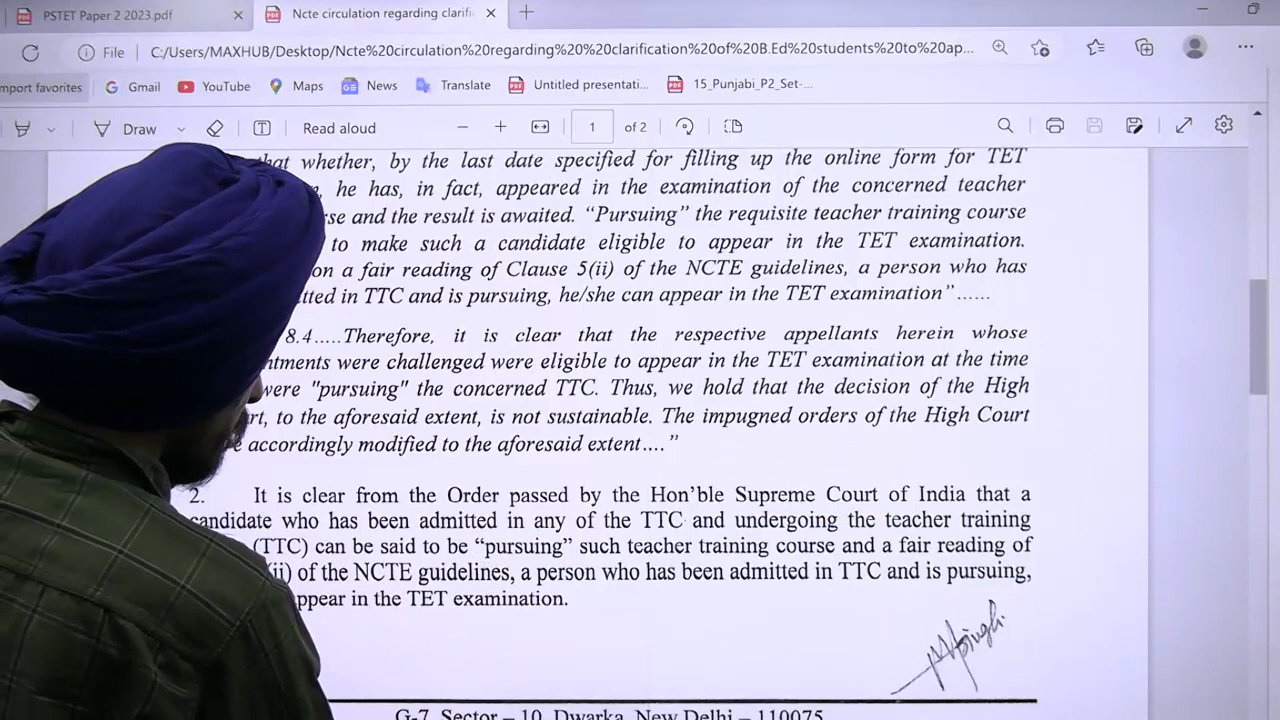 PSTET Paper 2 2023.pdf
Ncte circulation regarding clarifi
File C:/Users/MAXHUB/Desktop/Ncte%20circulation%20regarding%20%20clarification%20of%20B.Ed%20students%20to%20ap...
mport favorites Gmail YouTube Maps News Translate Untitled presentati... 15_Punjabi_P2_Set-...
Draw Read aloud 1 of 2
that whether, by the last date specified for filling up the online form for TET
he has, in fact, appeared in the examination of the concerned teacher
se and the result is awaited. “Pursuing” the requisite teacher training course
to make such a candidate eligible to appear in the TET examination.
on a fair reading of Clause 5(ii) of the NCTE guidelines, a person who has
tted in TTC and is pursuing, he/she can appear in the TET examination”......
8.4.....Therefore, it is clear that the respective appellants herein whose
ntments were challenged were eligible to appear in the TET examination at the time
were "pursuing" the concerned TTC. Thus, we hold that the decision of the High
rt, to the aforesaid extent, is not sustainable. The impugned orders of the High Court
e accordingly modified to the aforesaid extent....”
2. It is clear from the Order passed by the Hon’ble Supreme Court of India that a
candidate who has been admitted in any of the TTC and undergoing the teacher training
(TTC) can be said to be “pursuing” such teacher training course and a fair reading of
(ii) of the NCTE guidelines, a person who has been admitted in TTC and is pursuing,
ppear in the TET examination.
G-7, Sector – 10, Dwarka, New Delhi – 110075